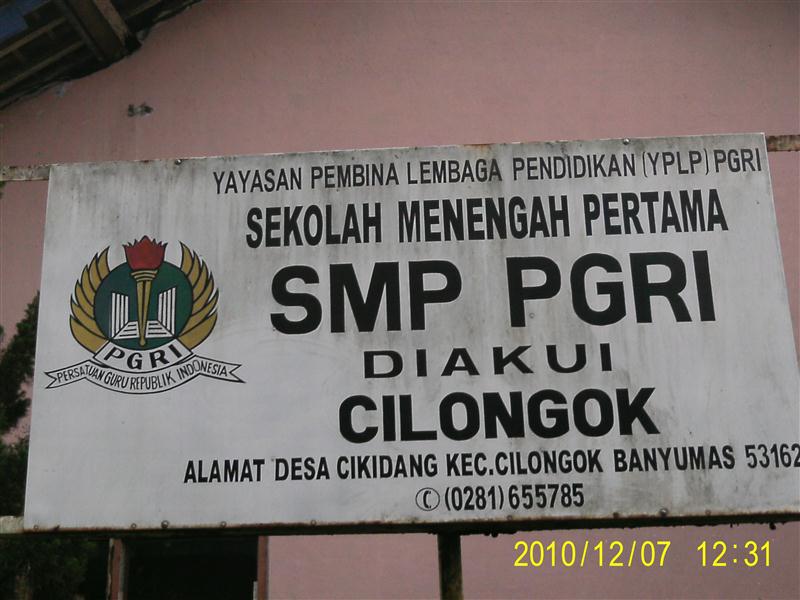 YAYASAN PEMBINA LEMBAGA PENDIDIKAN (YPLP) PGRI
SEKOLAH MENENGAH PERTAMA
SMP PGRI
DIAKUI
CILONGOK
ALAMAT DESA CIKIDANG KEC.CILONGOK BANYUMAS 53162
(0281) 655785
PGRI
PERSATUAN GURU REPUBLIK INDONESIA
2010/12/07 12:31